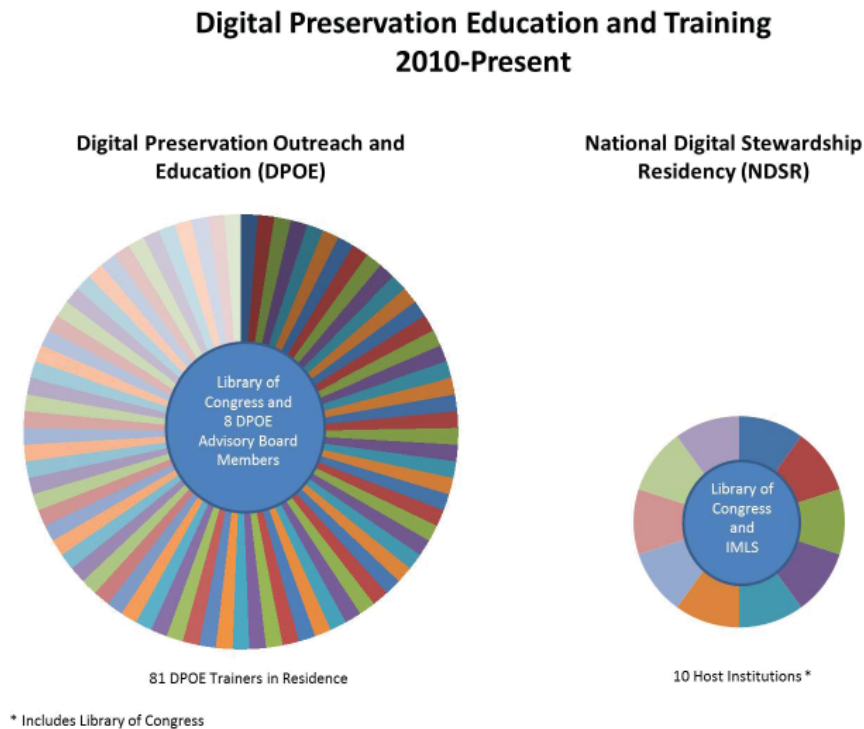 Digital Preservation Education and Training
2010-Present
Digital Preservation Outreach and
Education (DPOE)
National Digital Stewardship
Residency (NDSR)
Library of
Congress and
8 DPOE
Advisory Board
Members
Library of
Congress
and
IMLS
81 DPOE Trainers in Residence
10 Host Institutions *
* Includes Library of Congress